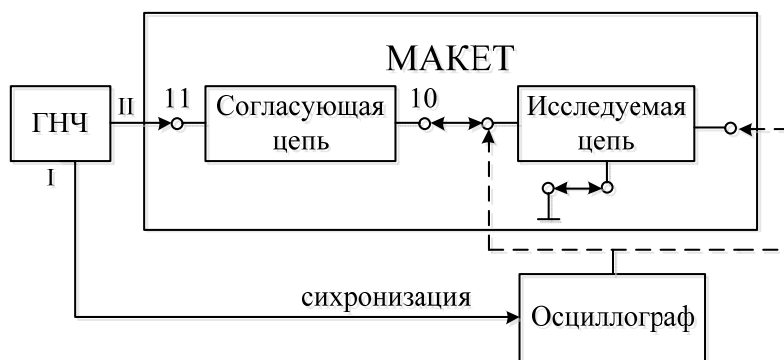 МАКЕТ
ГНЧ
II
11
Согласующая
цепь
10
Исследуемая
цепь
I
сихронизация
Осциллограф